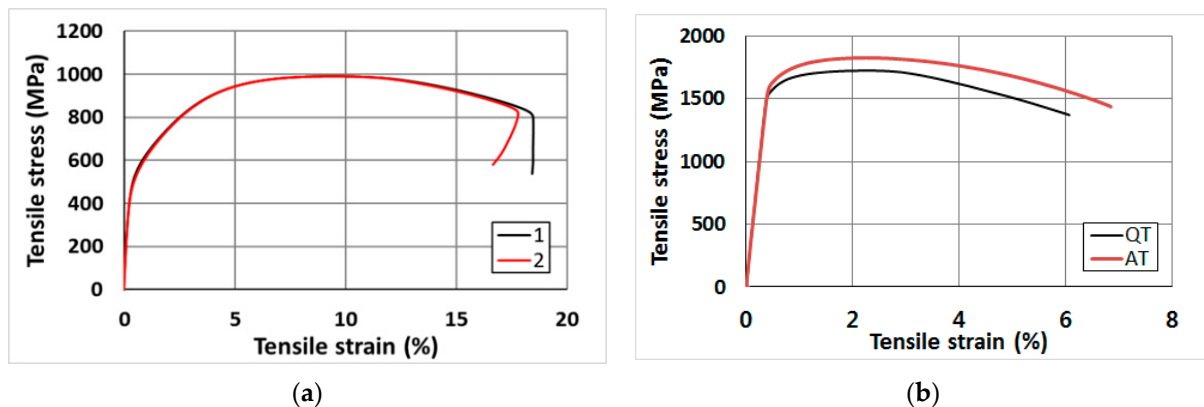 Tensile stress (MPa)
1200
1000
800
600
400
200
0
0 5 10 15 20
Tensile strain (%)
1
2
(a)
Tensile stress (MPa)
2000
1500
1000
500
0
0 2 4 6 8
Tensile strain (%)
QT
AT
(b)